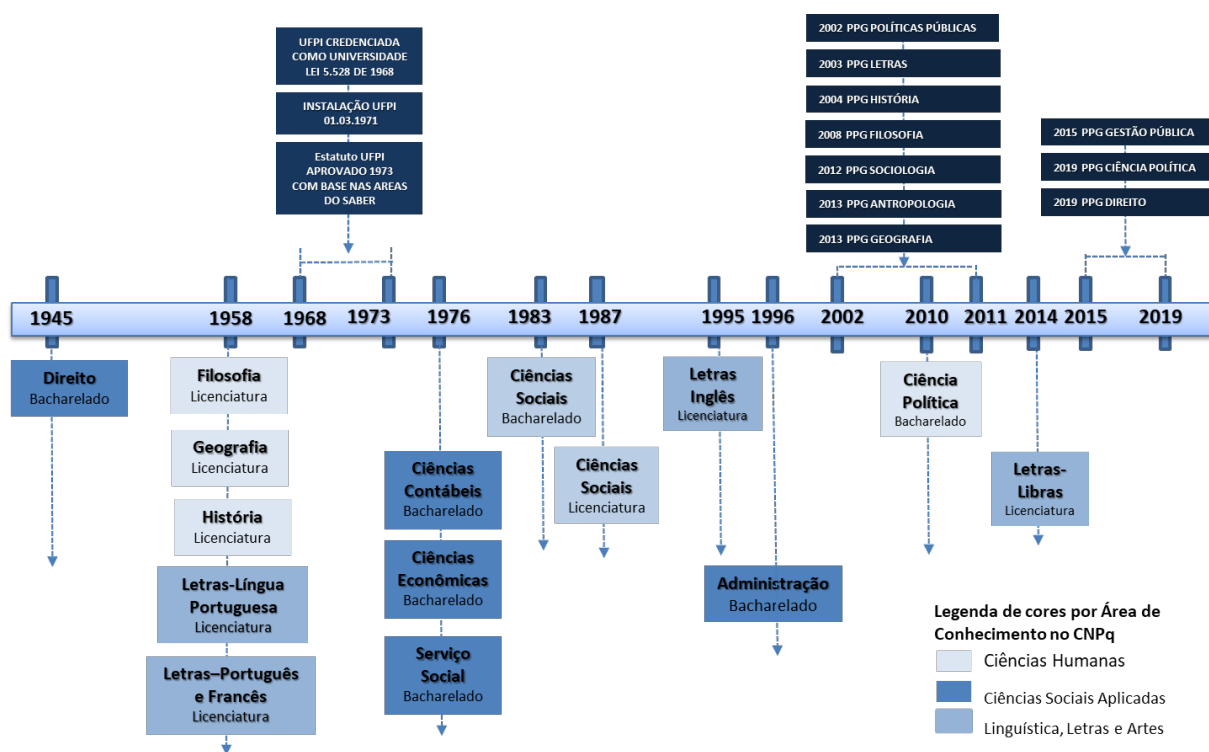 UFPI CREDENCIADA
COMO UNIVERSIDADE
LEI 5.528 DE 1968
INSTALAÇÃO UFPI
01.03.1971
Estatuto UFPI
APROVADO 1973
COM BASE NAS AREAS
DO SABER
2002 PPG POLÍTICAS PÚBLICAS
2003 PPG LETRAS
2004 PPG HISTÓRIA
2008 PPG FILOSOFIA
2012 PPG SOCIOLOGIA
2013 PPG ANTROPOLOGIA
2013 PPG GEOGRAFIA
2015 PPG GESTÃO PÚBLICA
2019 PPG CIÊNCIA POLÍTICA
2019 PPG DIREITO
1945 1958 1968 1973 1976 1983 1987 1995 1996 2002 2010 2011 2014 2015 2019
Direito
Bacharelado
Filosofia
Licenciatura
Geografia
Licenciatura
História
Licenciatura
Letras-Língua
Portuguesa
Licenciatura
Letras–Português
e Francês
Licenciatura
Ciências
Contábeis
Bacharelado
Ciências
Econômicas
Bacharelado
Serviço
Social
Bacharelado
Ciências
Sociais
Bacharelado
Ciências
Sociais
Licenciatura
Letras
Inglês
Licenciatura
Administração
Bacharelado
Ciência
Política
Bacharelado
Letras-
Libras
Licenciatura
Legenda de cores por Área de
Conhecimento no CNPq
Ciências Humanas
Ciências Sociais Aplicadas
Linguística, Letras e Artes